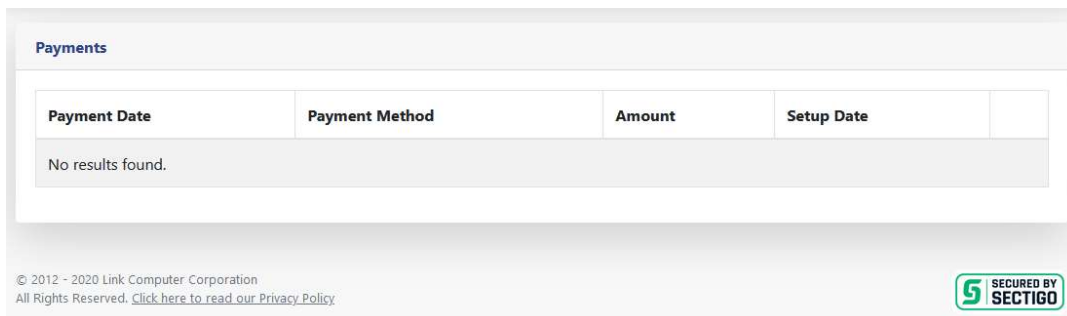 Payments
Payment Date Payment Method Amount Setup Date
No results found.
© 2012 - 2020 Link Computer Corporation
All Rights Reserved. Click here to read our Privacy Policy
S SECURED BY
SECTIGO